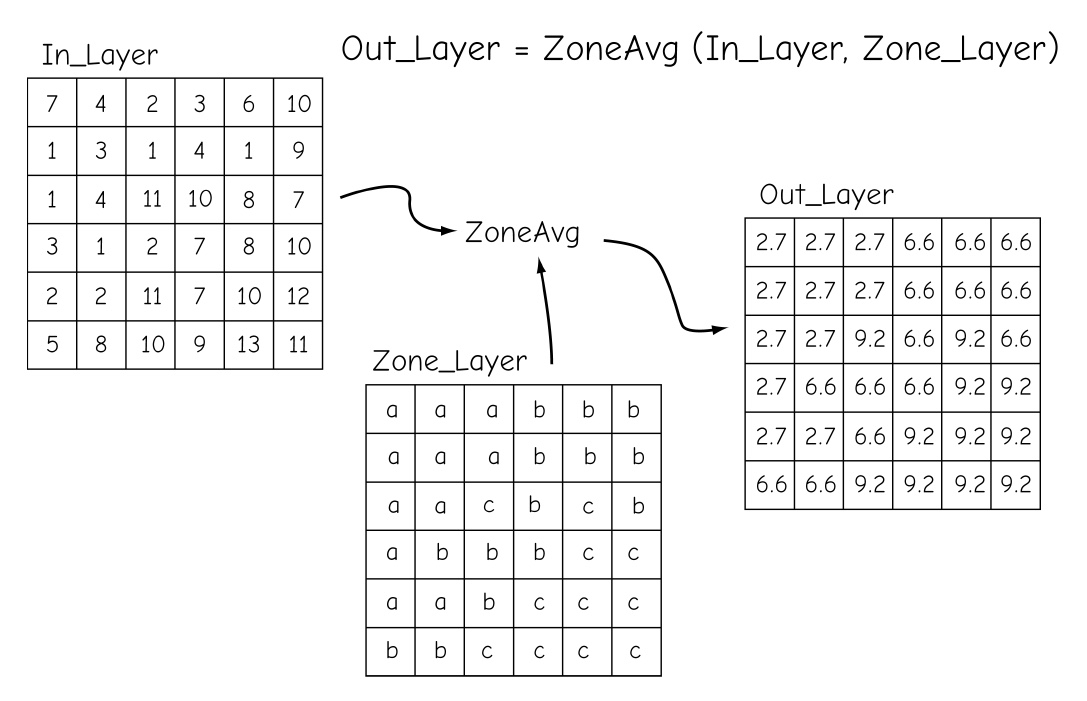 Out_Layer = ZoneAvg (In_Layer, Zone_Layer)
In_Layer
7 4 2 3 6 10
1 3 1 4 1 9
1 4 11 10 8 7
3 1 2 7 8 10
2 2 11 7 10 12
5 8 10 9 13 11
ZoneAvg
Zone_Layer
a a a b b b
a a a b b b
a a c b c b
a b b b c c
a a b c c c
b b c c c c
Out_Layer
2.7 2.7 2.7 6.6 6.6 6.6
2.7 2.7 2.7 6.6 6.6 6.6
2.7 2.7 9.2 6.6 9.2 6.6
2.7 6.6 6.6 6.6 9.2 9.2
2.7 2.7 6.6 9.2 9.2 9.2
6.6 6.6 9.2 9.2 9.2 9.2